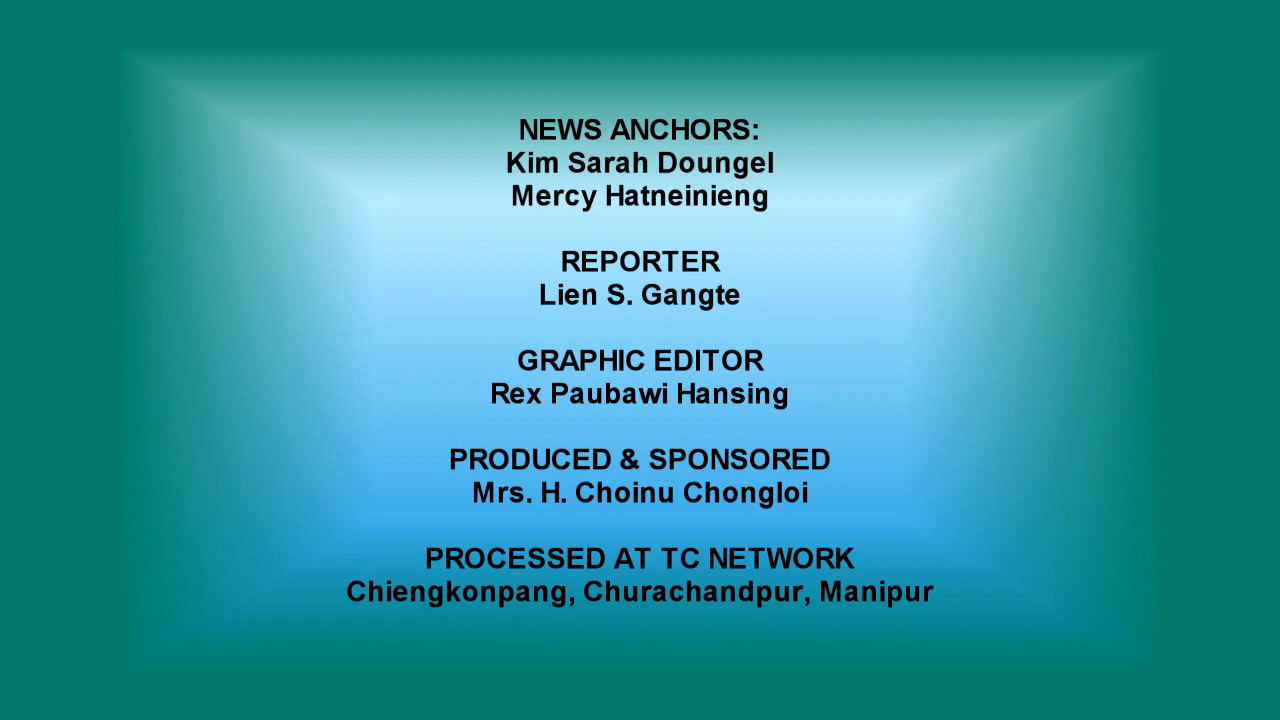 NEWS ANCHORS:
Kim Sarah Doungel
Mercy Hatneinieng
REPORTER
Lien S. Gangte
GRAPHIC EDITOR
Rex Paubawi Hansing
PRODUCED & SPONSORED
Mrs. H. Choinu Chongloi
PROCESSED AT TC NETWORK
Chiengkonpang, Churachandpur, Manipur